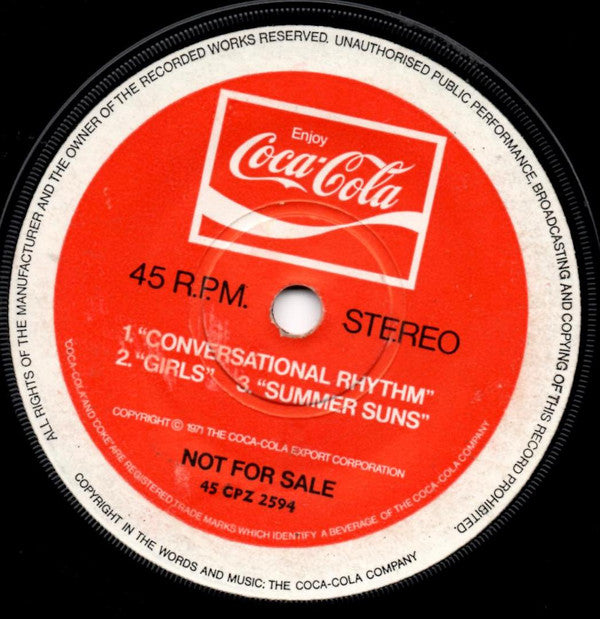 ALL RIGHTS OF THE MANUFACTURER AND THE OWNER OF THE RECORDED WORKS RESERVED. UNAUTHORISED PUBLIC PERFORMANCE, BROADCASTING AND COPYING OF THIS RECORD PROHIBITED.
Enjoy
Coca-Cola
45 R.P.M.
STEREO
1. "CONVERSATIONAL RHYTHM"
2. "GIRLS" 3. "SUMMER SUNS"
COPYRIGHT © 1971 THE COCA-COLA EXPORT CORPORATION
NOT FOR SALE
45 CPZ 2594
'COCA-COLA' AND 'COKE' ARE REGISTERED TRADE MARKS WHICH IDENTIFY A BEVERAGE OF THE COCA-COLA COMPANY
COPYRIGHT IN THE WORDS AND MUSIC: THE COCA-COLA COMPANY